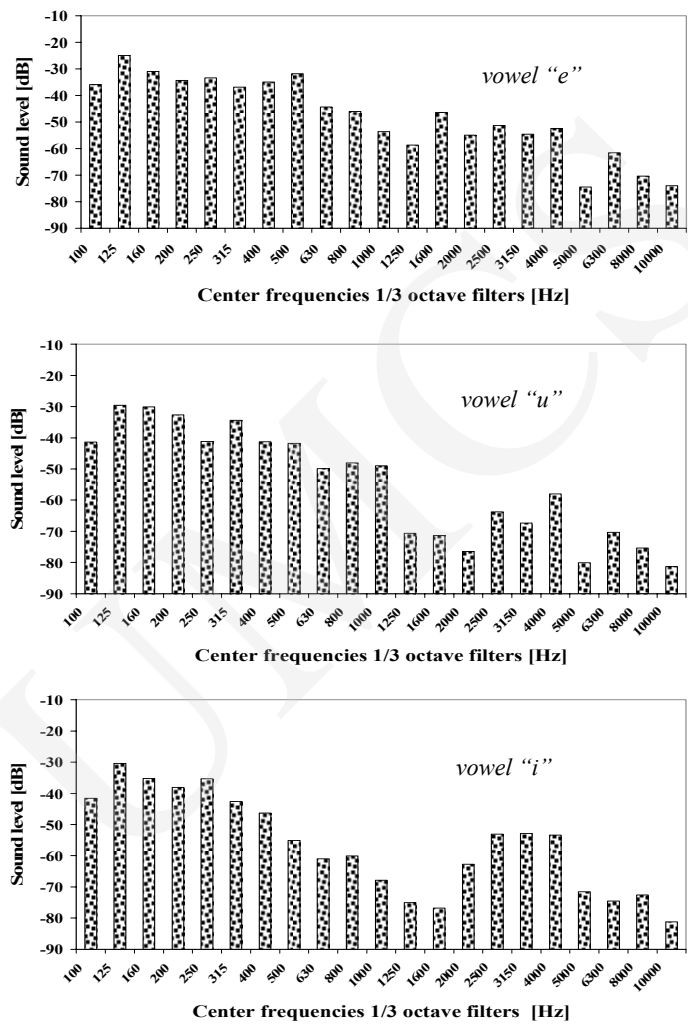 -10
-20
-30
-40
-50
-60
-70
-80
-90
Sound level [dB]
vowel “e”
100 125 160 200 250 315 400 500 630 800 1000 1250 1600 2000 2500 3150 4000 5000 6300 8000 10000
Center frequencies 1/3 octave filters [Hz]
-10
-20
-30
-40
-50
-60
-70
-80
-90
Sound level [dB]
vowel “u”
100 125 160 200 250 315 400 500 630 800 1000 1250 1600 2000 2500 3150 4000 5000 6300 8000 10000
Center frequencies 1/3 octave filters [Hz]
-10
-20
-30
-40
-50
-60
-70
-80
-90
Sound level [dB]
vowel “i”
100 125 160 200 250 315 400 500 630 800 1000 1250 1600 2000 2500 3150 4000 5000 6300 8000 10000
Center frequencies 1/3 octave filters [Hz]
UMCS